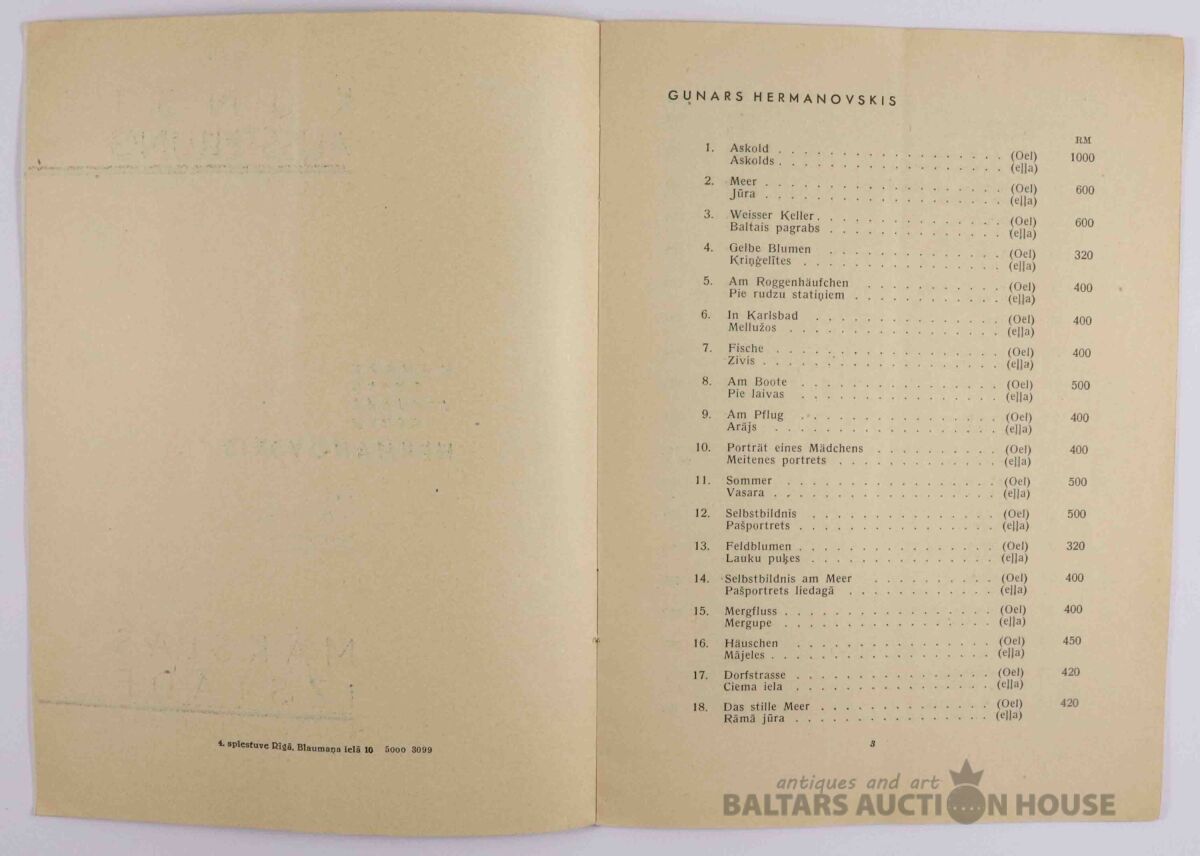 4. spiestuve Rīgā, Blaumaņa ielā 10 5000 3099
GUNARS HERMANOVSKIS
RM
1. Askold . . . . . . . . . . . . . . . . . . . . (Oel) 1000
Askolds . . . . . . . . . . . . . . . . . . . (eļļa)
2. Meer . . . . . . . . . . . . . . . . . . . . (Oel) 600
Jūra . . . . . . . . . . . . . . . . . . . . (eļļa)
3. Weisser Keller . . . . . . . . . . . . . . . . (Oel) 600
Baltais pagrabs . . . . . . . . . . . . . . . (eļļa)
4. Gelbe Blumen . . . . . . . . . . . . . . . (Oel) 320
Kriņģelītes . . . . . . . . . . . . . . . . . (eļļa)
5. Am Roggenhäufchen . . . . . . . . . . . . (Oel) 400
Pie rudzu statiņiem . . . . . . . . . . . . . (eļļa)
6. In Karlsbad . . . . . . . . . . . . . . . . (Oel) 400
Mellužos . . . . . . . . . . . . . . . . . . (eļļa)
7. Fische . . . . . . . . . . . . . . . . . . . (Oel) 400
Zivis . . . . . . . . . . . . . . . . . . . . (eļļa)
8. Am Boote . . . . . . . . . . . . . . . . . (Oel) 500
Pie laivas . . . . . . . . . . . . . . . . . (eļļa)
9. Am Pflug . . . . . . . . . . . . . . . . . (Oel) 400
Arājs . . . . . . . . . . . . . . . . . . . (eļļa)
10. Porträt eines Mädchens . . . . . . . . . . . (Oel) 400
Meitenes portrets . . . . . . . . . . . . . . (eļļa)
11. Sommer . . . . . . . . . . . . . . . . . . (Oel) 500
Vasara . . . . . . . . . . . . . . . . . . . (eļļa)
12. Selbstbildnis . . . . . . . . . . . . . . . . (Oel) 500
Pašportrets . . . . . . . . . . . . . . . . . (eļļa)
13. Feldblumen . . . . . . . . . . . . . . . . . (Oel) 320
Lauku puķes . . . . . . . . . . . . . . . . (eļļa)
14. Selbstbildnis am Meer . . . . . . . . . . . (Oel) 400
Pašportrets liedagā . . . . . . . . . . . . . (eļļa)
15. Mergfluss . . . . . . . . . . . . . . . . . . (Oel) 400
Mergupe . . . . . . . . . . . . . . . . . . (eļļa)
16. Häuschen . . . . . . . . . . . . . . . . . (Oel) 450
Mājeles . . . . . . . . . . . . . . . . . . . (eļļa)
17. Dorfstrasse . . . . . . . . . . . . . . . . . (Oel) 420
Ciema iela . . . . . . . . . . . . . . . . . (eļļa)
18. Das stille Meer . . . . . . . . . . . . . . . (Oel) 420
Rāmā jūra . . . . . . . . . . . . . . . . . (eļļa)
3
antiques and art
BALTARS AUCTION HOUSE